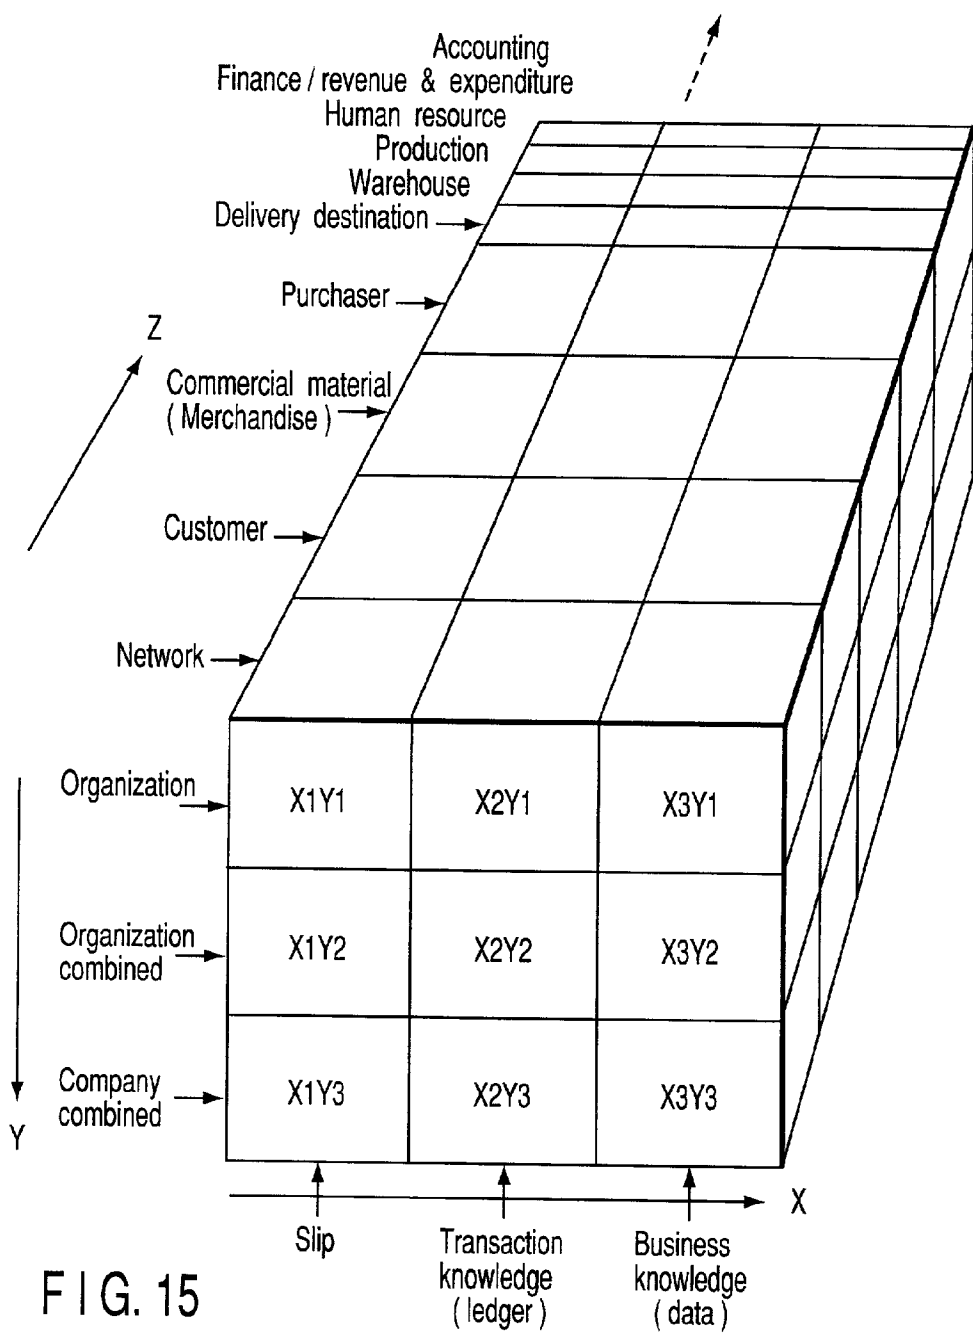 Accounting
Finance / revenue & expenditure
Human resource
Production
Warehouse
Delivery destination
Purchaser
Z
Commercial material
( Merchandise )
Customer
Network
Organization
X1Y1
X2Y1
X3Y1
Organization
combined
X1Y2
X2Y2
X3Y2
Company
combined
X1Y3
X2Y3
X3Y3
Y
X
Slip
Transaction
knowledge
( ledger )
Business
knowledge
( data )
FIG. 15